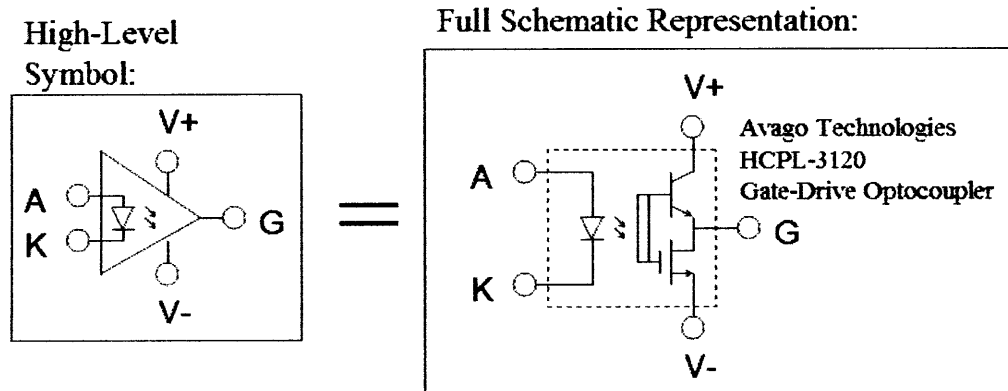 High-Level
Symbol:
V+
A
K
G
V-
Full Schematic Representation:
V+
Avago Technologies
HCPL-3120
Gate-Drive Optocoupler
A
G
K
V-